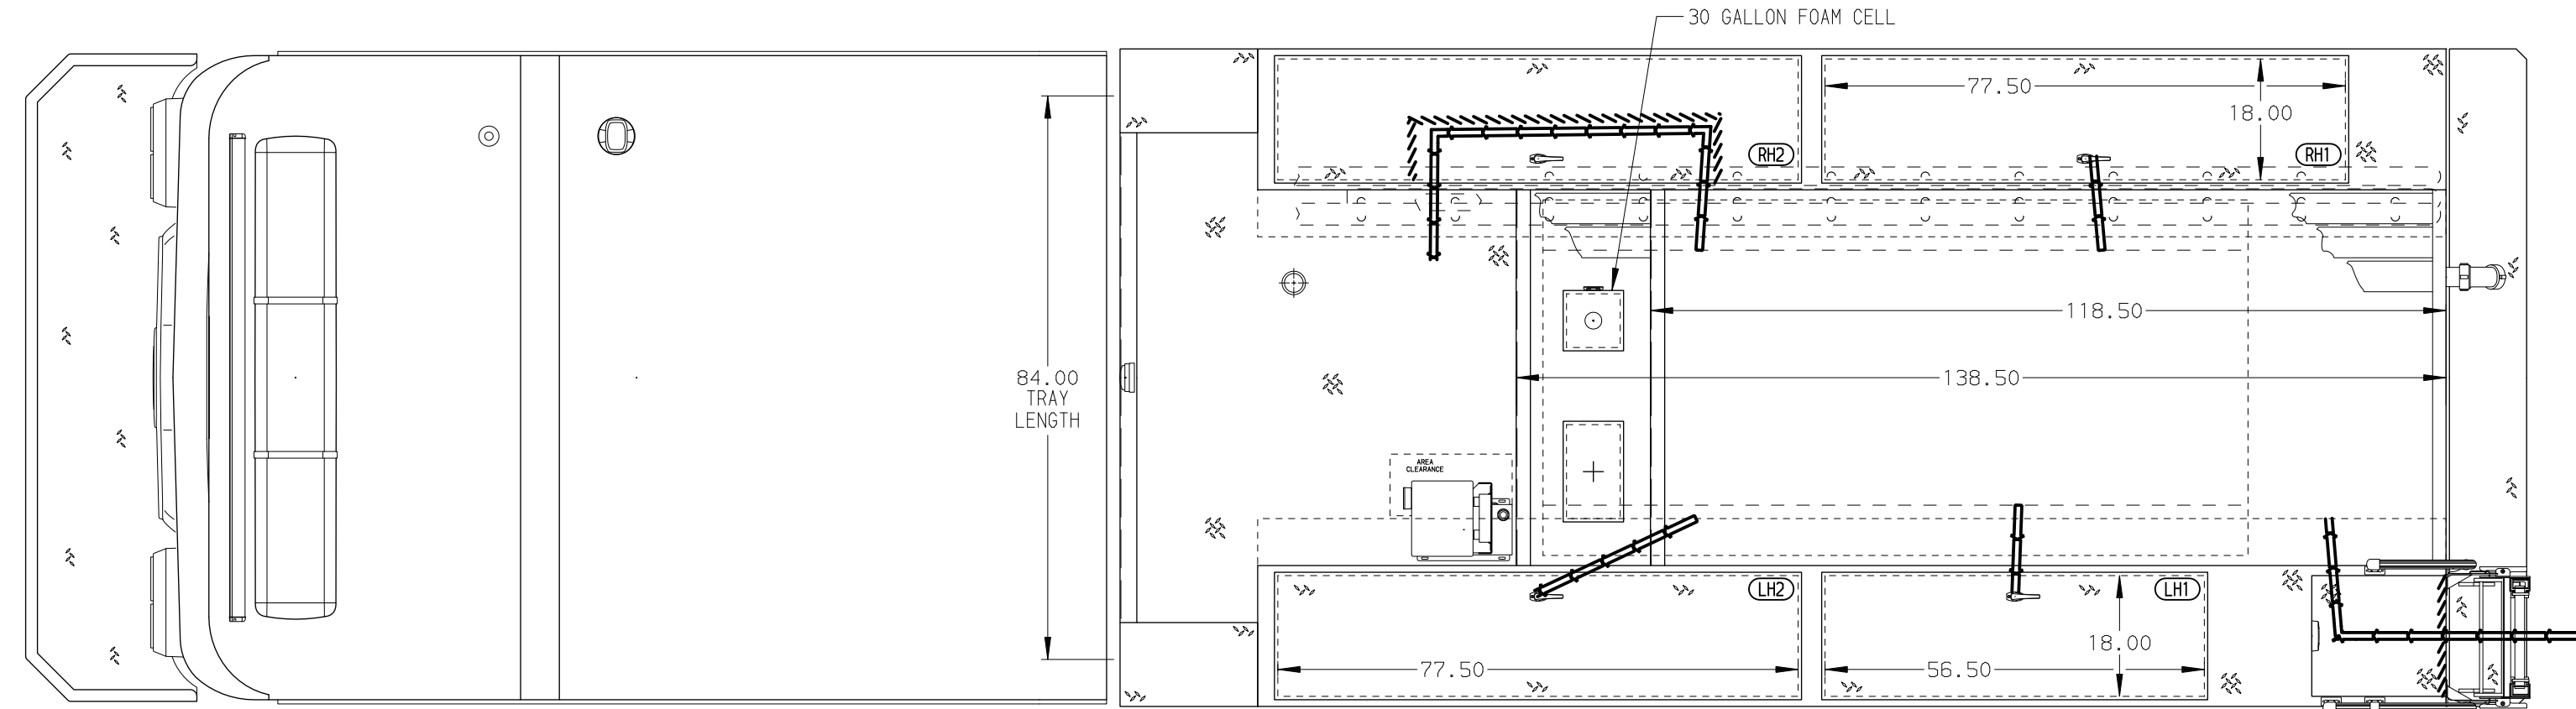 30 GALLON FOAM CELL
77.50
18.00
RH2
RH1
118.50
84.00
TRAY
LENGTH
138.50
AREA
CLEARANCE
LH2
LH1
18.00
77.50
56.50